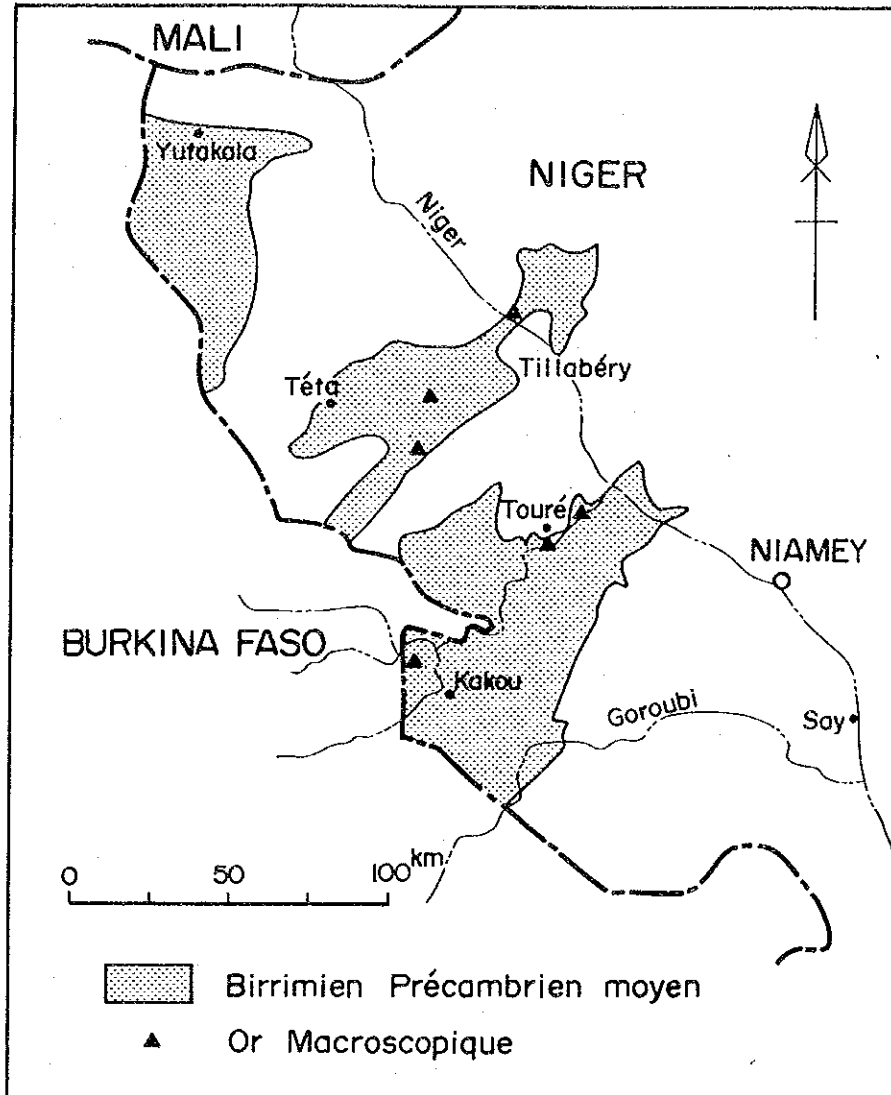 MALI
Yutakala
NIGER
Niger
Tillabéry
Téta
Touré
NIAMEY
BURKINA FASO
Kakou
Goroubi
Say
0 50 100 km
Birrimien Précambrien moyen
Or Macroscopique